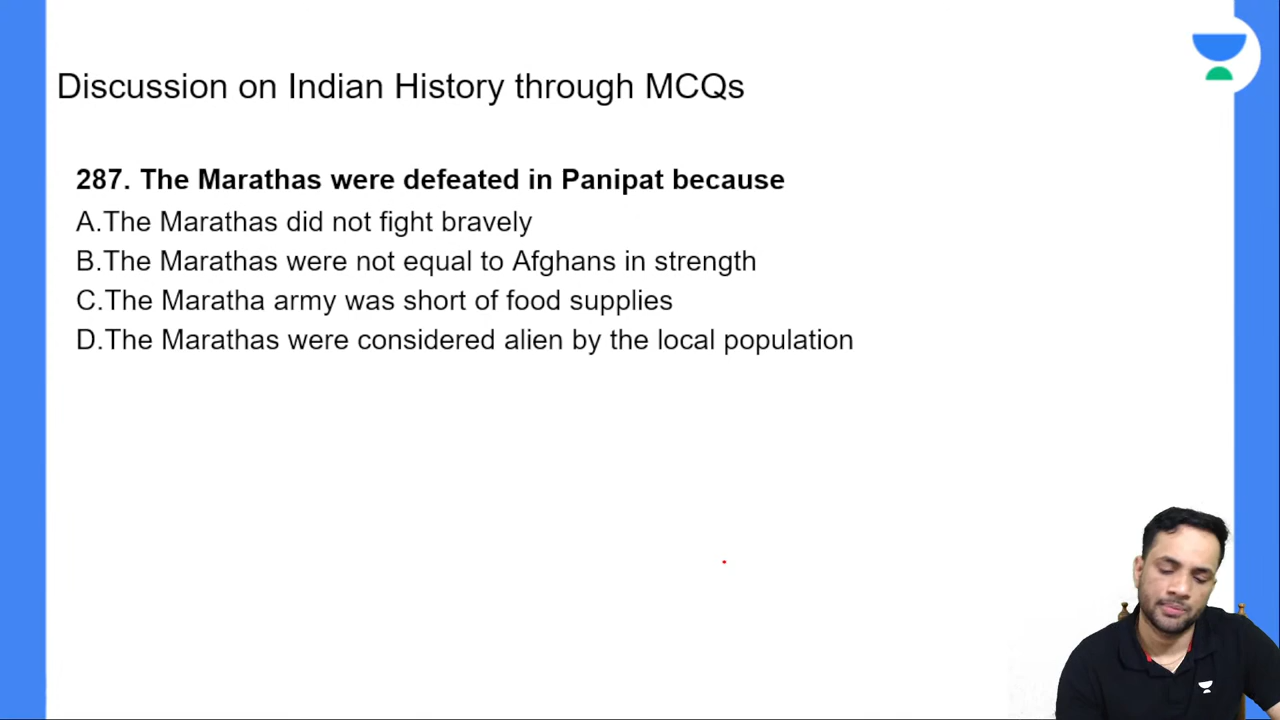 Discussion on Indian History through MCQs
287. The Marathas were defeated in Panipat because
A.The Marathas did not fight bravely
B.The Marathas were not equal to Afghans in strength
C.The Maratha army was short of food supplies
D.The Marathas were considered alien by the local population